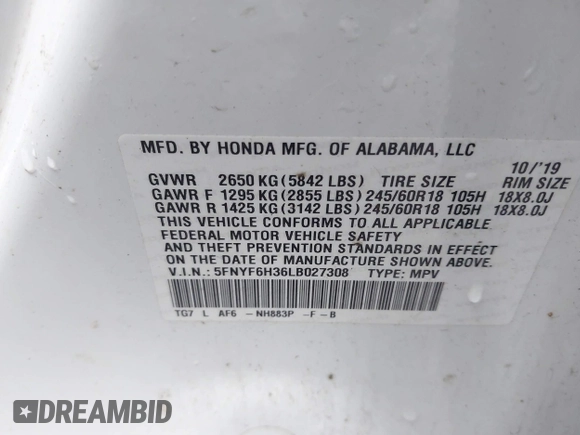 MFD. BY HONDA MFG. OF ALABAMA, LLC
10/'19
GVWR 2650 KG (5842 LBS) TIRE SIZE RIM SIZE
GAWR F 1295 KG (2855 LBS) 245/60R18 105H 18X8.0J
GAWR R 1425 KG (3142 LBS) 245/60R18 105H 18X8.0J
THIS VEHICLE CONFORMS TO ALL APPLICABLE
FEDERAL MOTOR VEHICLE SAFETY
AND THEFT PREVENTION STANDARDS IN EFFECT
ON THE DATE OF MANUFACTURE SHOWN ABOVE.
V.I.N.: 5FNYF6H36LB027308 TYPE: MPV
TG7 L AF6 -NH883P -F -B
DREAMBID